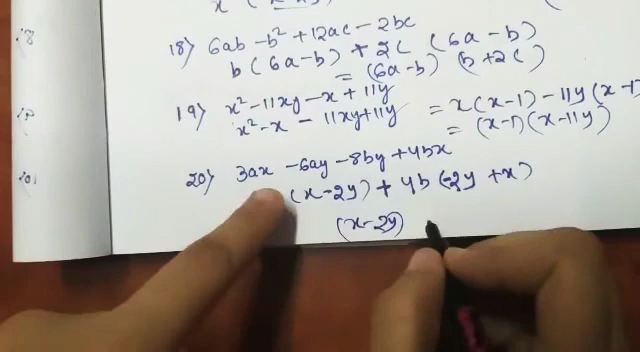 18) 6ab - b² + 12ac - 2bc
b (6a - b) + 2c (6a - b)
= (6a - b) (b + 2c)
19) x² - 11xy - x + 11y
x² - x - 11xy + 11y = x(x - 1) - 11y (x - 1
= (x - 1) (x - 11y)
20) 3ax - 6ay - 8by + 4bx
(x - 2y) + 4b (-2y + x)
(x - 2y)